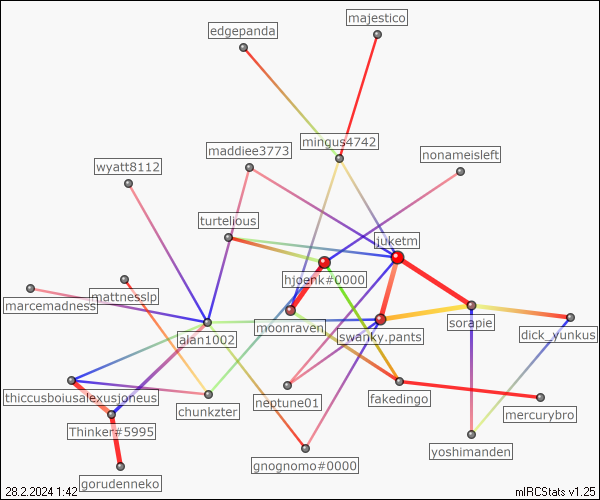 majestico
edgepanda
mingus4742
maddiee3773
nonameisleft
wyatt8112
turtelious
juketm
hjøenk#0000
mattnesslp
marcemadness
moonraven
sorapie
alan1002
swanky.pants
dick_yunkus
thiccusboiusalexusjoneus
fakedingo
neptune01
chunkzter
mercurybro
Thinker#5995
yoshimanden
gnognomo#0000
gorudenneko
28.2.2024 1:42
mIRCStats v1.25